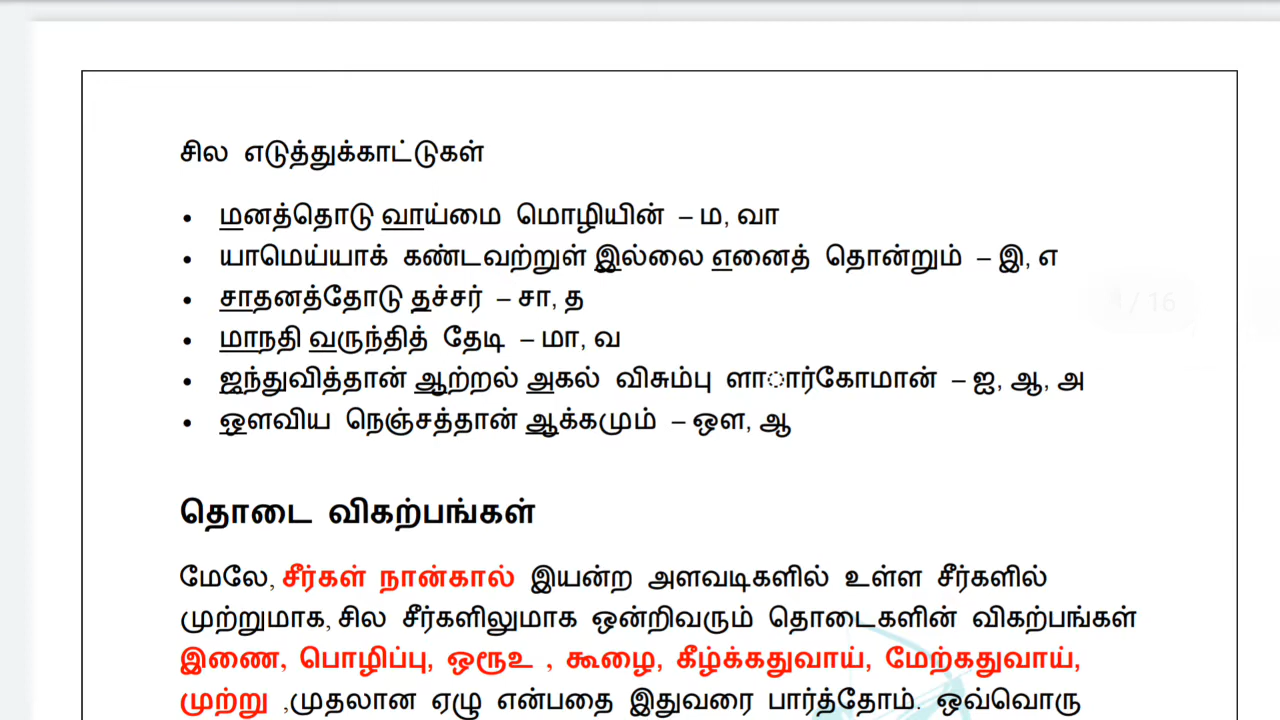 சில எடுத்துக்காட்டுகள்
• மனத்தொடு வாய்மை மொழியின் – ம, வா
• யாமெய்யாக் கண்டவற்றுள் இல்லை எனைத் தொன்றும் – இ, எ
• சாதனத்தோடு தச்சர் – சா, த
• மாநதி வருந்தித் தேடி – மா, வ
• ஐந்துவித்தான் ஆற்றல் அகல் விசும்பு ளாார்கோமான் – ஐ, ஆ, அ
• ஒளவிய நெஞ்சத்தான் ஆக்கமும் – ஔ, ஆ
தொடை விகற்பங்கள்
மேலே, சீர்கள் நான்கால் இயன்ற அளவடிகளில் உள்ள சீர்களில்
முற்றுமாக, சில சீர்களிலுமாக ஒன்றிவரும் தொடைகளின் விகற்பங்கள்
இணை, பொழிப்பு, ஒரூஉ , கூழை, கீழ்க்கதுவாய், மேற்கதுவாய்,
முற்று ,முதலான ஏழு என்பதை இதுவரை பார்த்தோம். ஒவ்வொரு